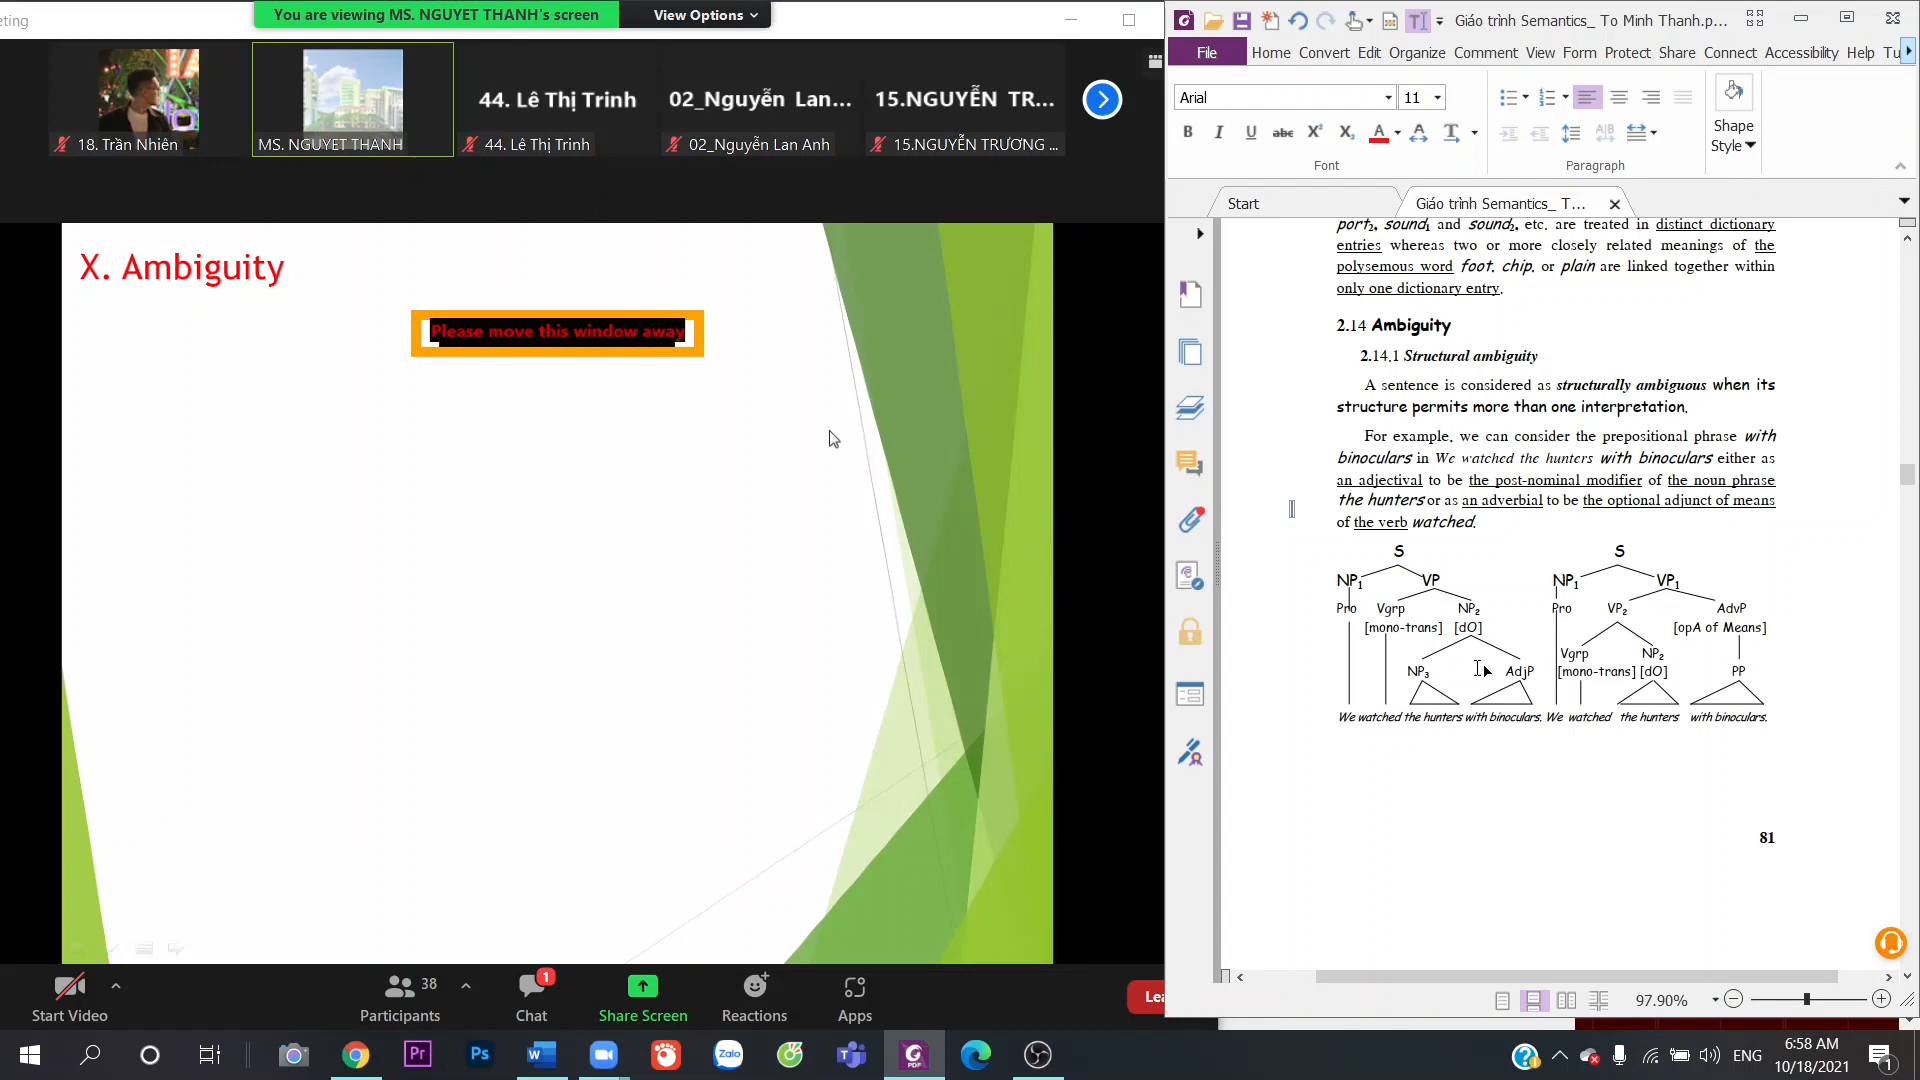 eting
You are viewing MS. NGUYET THANH's screen
View Options
18. Trần Nhiên
MS. NGUYET THANH
44. Lê Thị Trinh
44. Lê Thị Trinh
02_Nguyễn Lan...
02_Nguyễn Lan Anh
15.NGUYỄN TR...
15.NGUYỄN TRƯƠNG ...
X. Ambiguity
Please move this window away
Start Video
38
Participants
1
Chat
Share Screen
Reactions
Apps
Lea
Giáo trình Semantics_ To Minh Thanh.p...
File Home Convert Edit Organize Comment View Form Protect Share Connect Accessibility Help Tu
Arial 11
B I U abc X² X₂ A A T
Font
Paragraph
Shape
Style
Start
Giáo trình Semantics_ T...
port₂, sound₁ and sound₂, etc. are treated in distinct dictionary
entries whereas two or more closely related meanings of the
polysemous word foot, chip, or plain are linked together within
only one dictionary entry.
2.14 Ambiguity
2.14.1 Structural ambiguity
A sentence is considered as structurally ambiguous when its
structure permits more than one interpretation.
For example, we can consider the prepositional phrase with
binoculars in We watched the hunters with binoculars either as
an adjectival to be the post-nominal modifier of the noun phrase
the hunters or as an adverbial to be the optional adjunct of means
of the verb watched.
S S
NP₁ VP NP₁ VP₁
Pro Vgrp NP₂ Pro VP₂ AdvP
[mono-trans] [dO] [opA of Means]
Vgrp NP₂
NP₃ AdjP [mono-trans] [dO] PP
We watched the hunters with binoculars. We watched the hunters with binoculars.
81
97.90%
Pr
Ps
Zalo
PDF
ENG
6:58 AM
10/18/2021
1